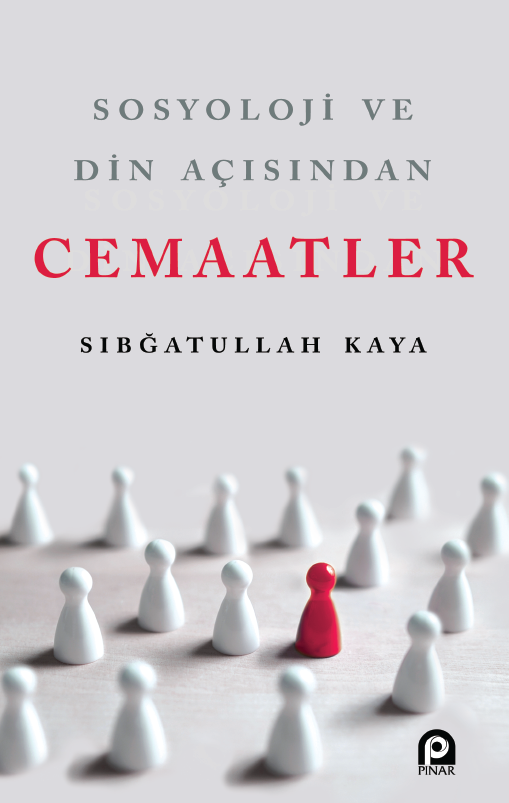 SOSYOLOJİ VE
DİN AÇISINDAN
CEMAATLER
SIBĞATULLAH KAYA
PINAR